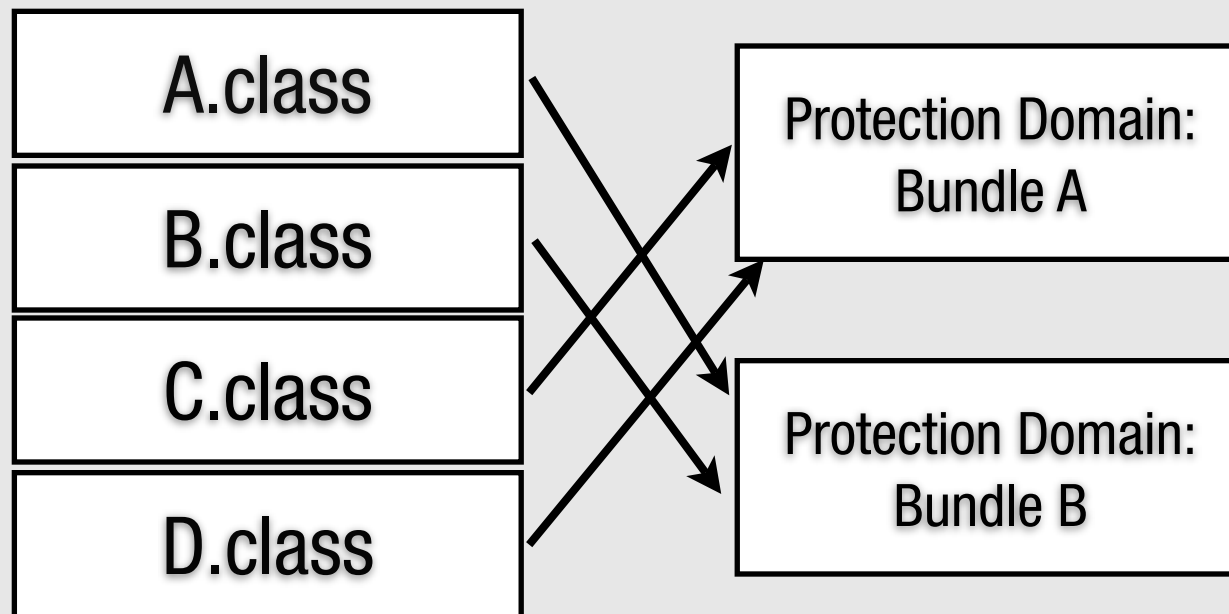 A.class
B.class
C.class
D.class
Protection Domain:
Bundle A
Protection Domain:
Bundle B